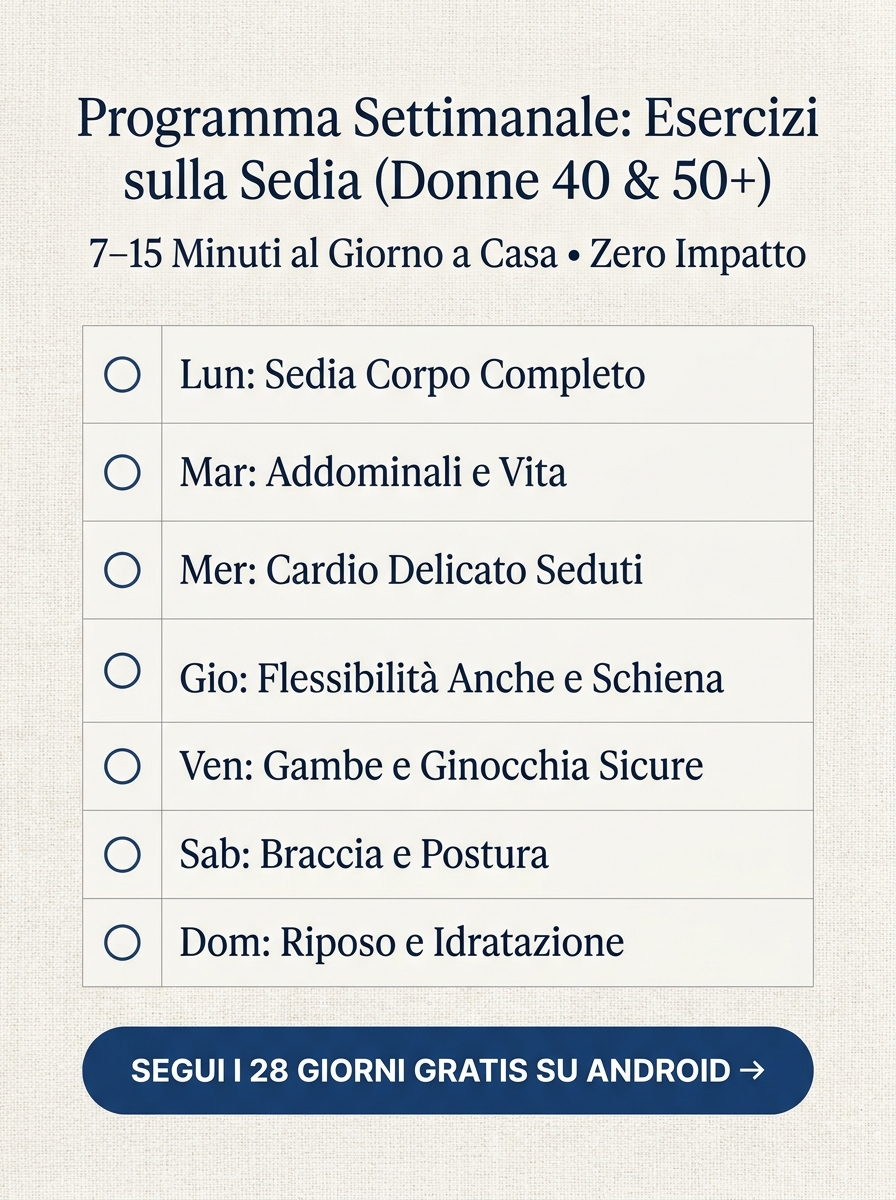 Programma Settimanale: Esercizi
sulla Sedia (Donne 40 & 50+)
7–15 Minuti al Giorno a Casa • Zero Impatto
Lun: Sedia Corpo Completo
Mar: Addominali e Vita
Mer: Cardio Delicato Seduti
Gio: Flessibilità Anche e Schiena
Ven: Gambe e Ginocchia Sicure
Sab: Braccia e Postura
Dom: Riposo e Idratazione
SEGUI I 28 GIORNI GRATIS SU ANDROID →